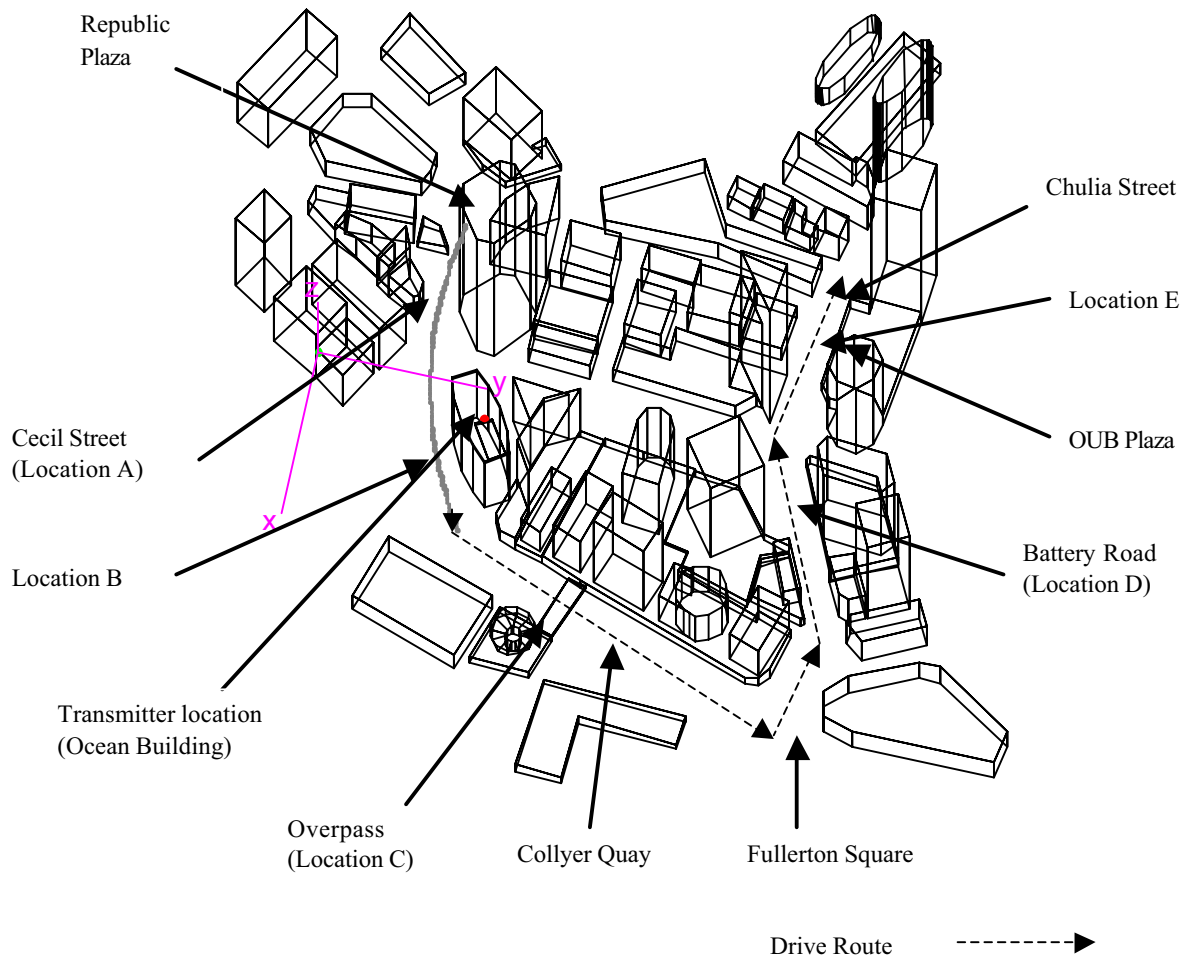 Republic
Plaza
Chulia Street
Location E
z
y
Cecil Street
(Location A)
OUB Plaza
x
Location B
Battery Road
(Location D)
Transmitter location
(Ocean Building)
Overpass
(Location C)
Collyer Quay
Fullerton Square
Drive Route